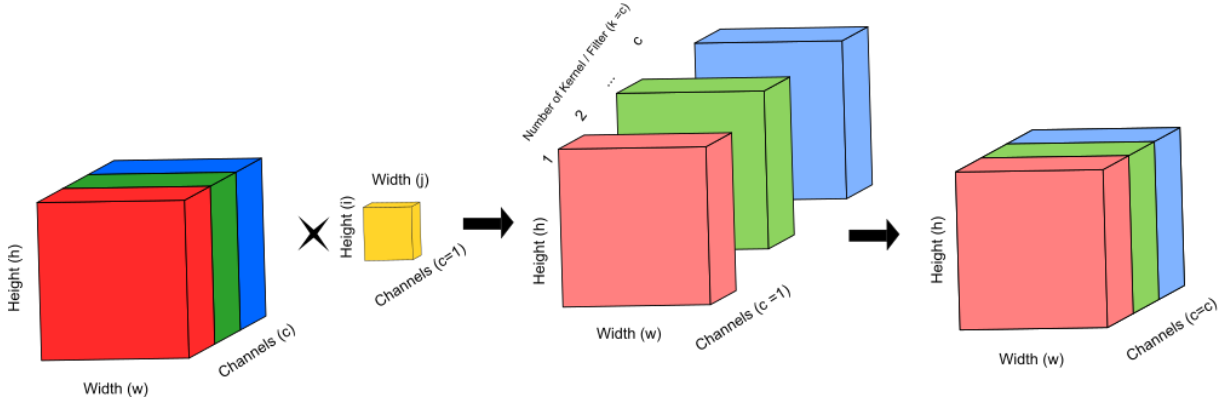 Height (h)
Width (w)
Channels (c)
Width (j)
Height (i)
Channels (c=1)
Number of Kernel / Filter (k =c)
1
2
...
c
Height (h)
Width (w)
Channels (c =1)
Height (h)
Width (w)
Channels (c=c)